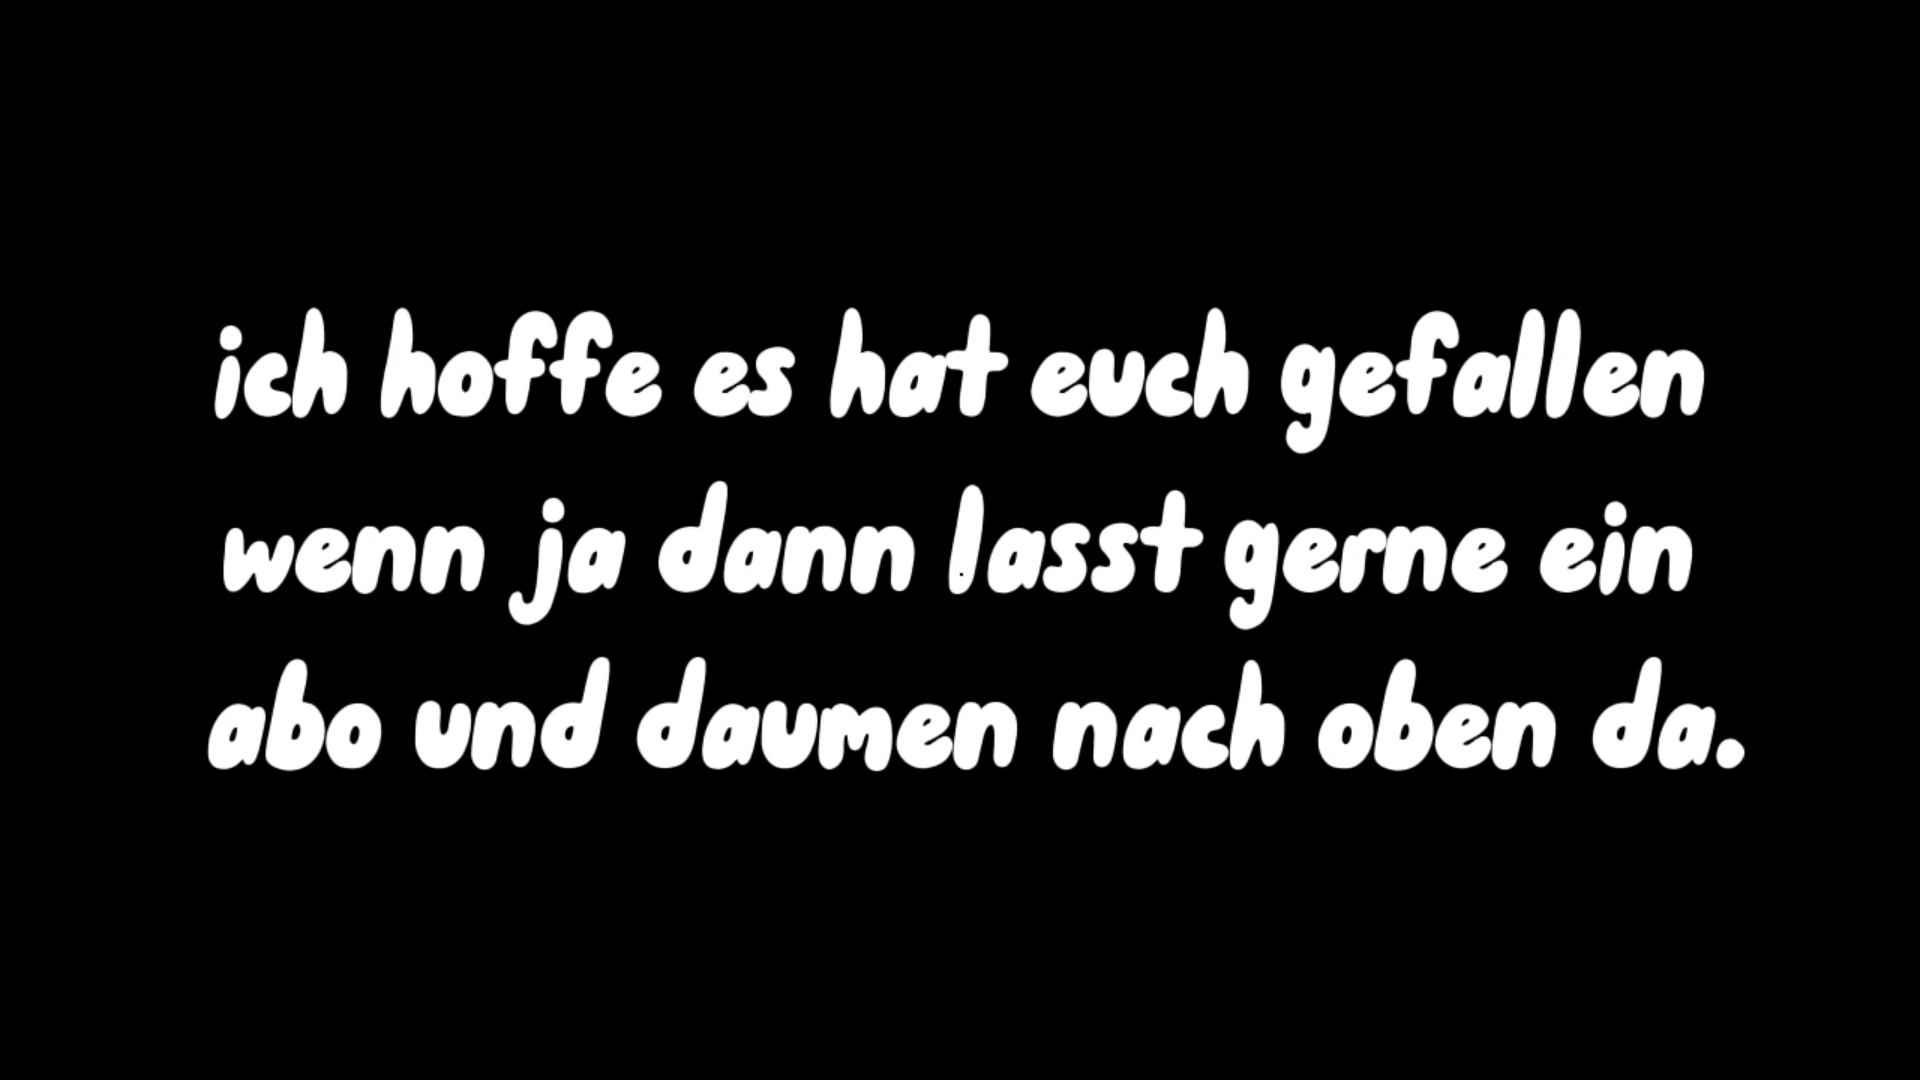 ich hoffe es hat euch gefallen
wenn ja dann lasst gerne ein
abo und daumen nach oben da.